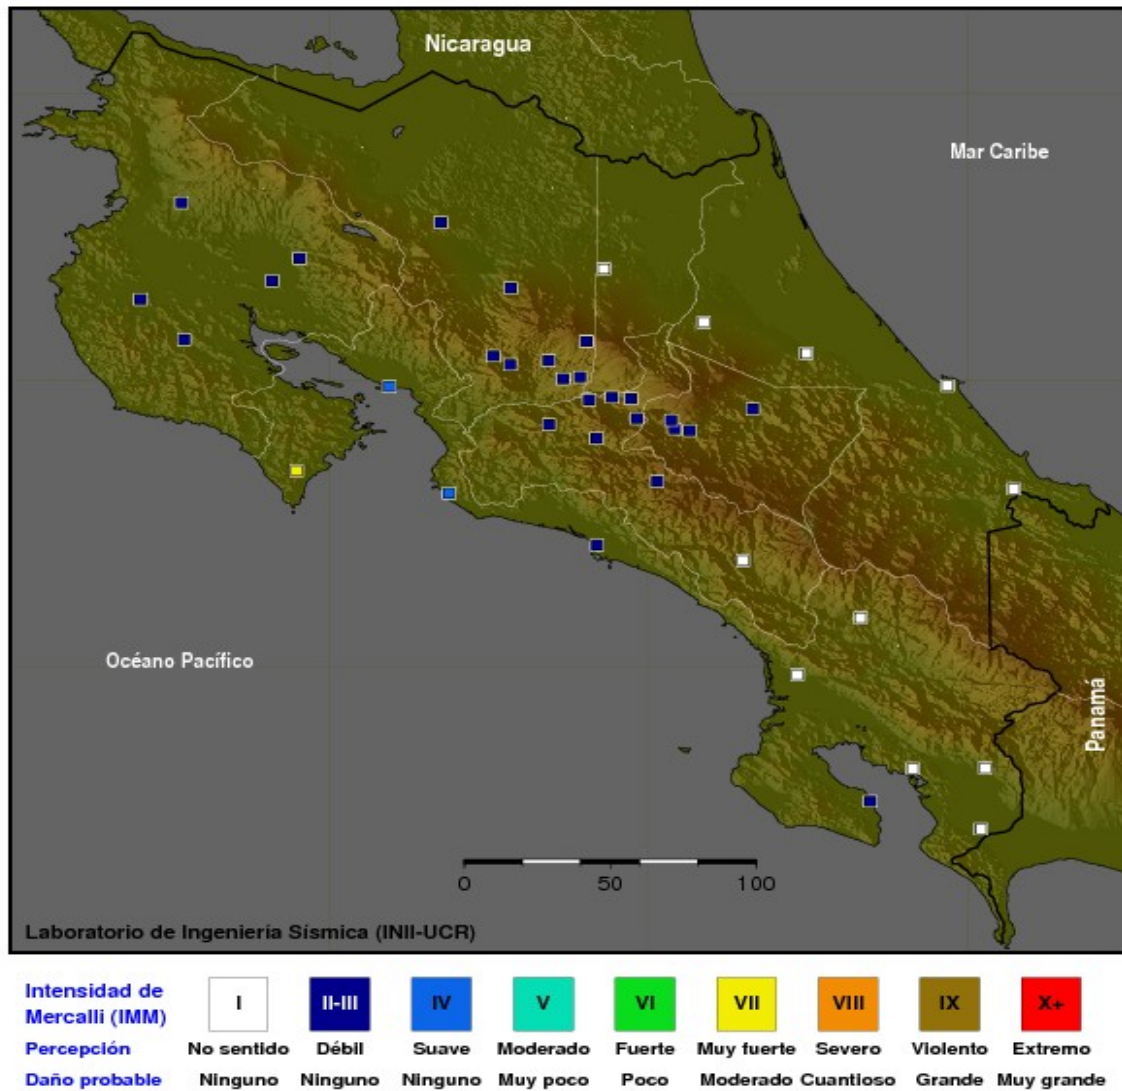 Nicaragua
Mar Caribe
Océano Pacífico
Panamá
0 50 100
Laboratorio de Ingeniería Sísmica (INII-UCR)
Intensidad de
Mercalli (IMM)
I II-III IV V VI VII VIII IX X+
Percepción No sentido Débil Suave Moderado Fuerte Muy fuerte Severo Violento Extremo
Daño probable Ninguno Ninguno Ninguno Muy poco Poco Moderado Cuantioso Grande Muy grande